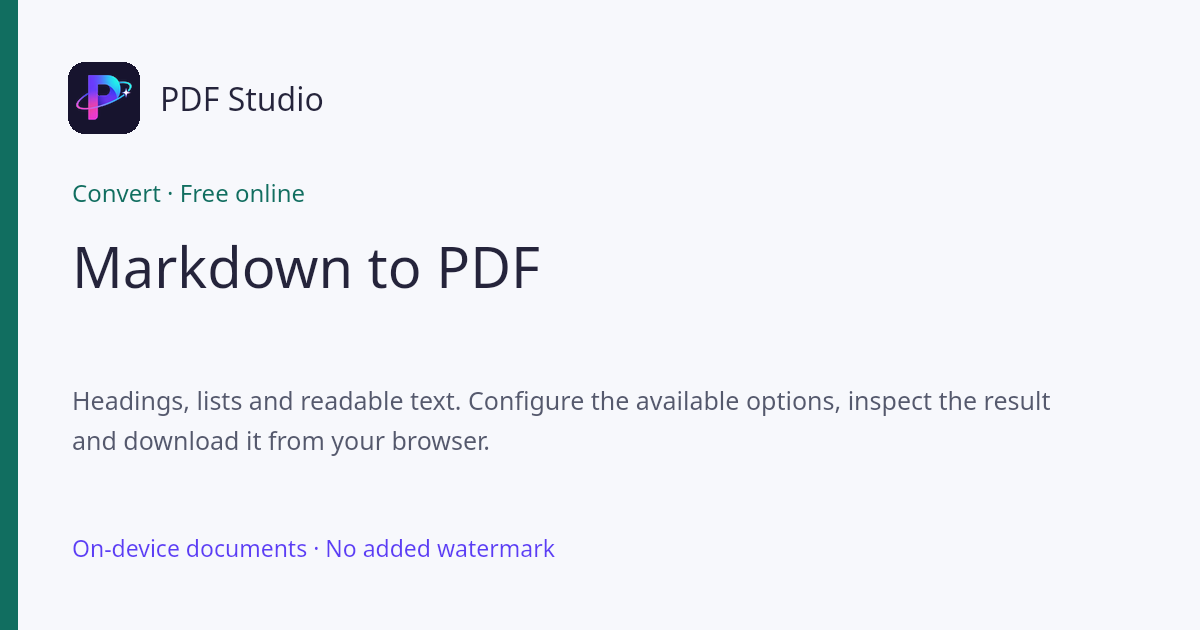 PDF Studio
Convert · Free online
Markdown to PDF
Headings, lists and readable text. Configure the available options, inspect the result
and download it from your browser.
On-device documents · No added watermark